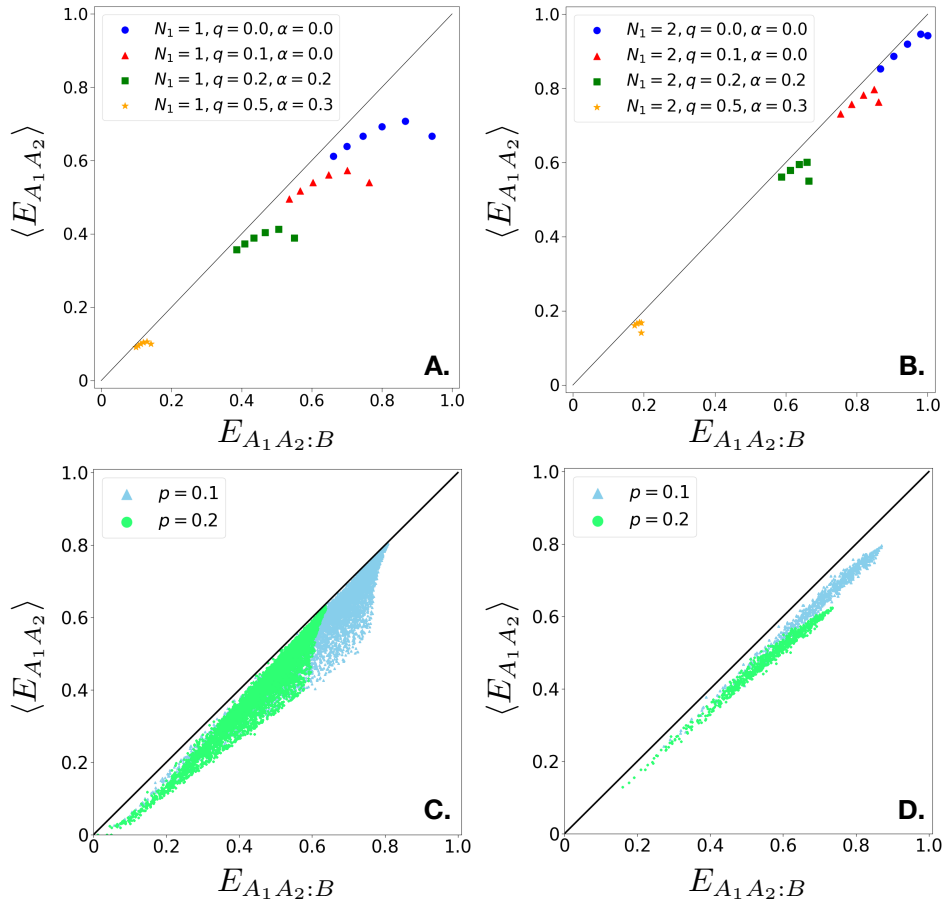 1.0
0.8
0.6
0.4
0.2
0
⟨E_{A_1A_2}⟩
N_1 = 1, q = 0.0, α = 0.0
N_1 = 1, q = 0.1, α = 0.0
N_1 = 1, q = 0.2, α = 0.2
N_1 = 1, q = 0.5, α = 0.3
A.
0 0.2 0.4 0.6 0.8 1.0
E_{A_1A_2:B}
1.0
0.8
0.6
0.4
0.2
0
⟨E_{A_1A_2}⟩
N_1 = 2, q = 0.0, α = 0.0
N_1 = 2, q = 0.1, α = 0.0
N_1 = 2, q = 0.2, α = 0.2
N_1 = 2, q = 0.5, α = 0.3
B.
0 0.2 0.4 0.6 0.8 1.0
E_{A_1A_2:B}
1.0
0.8
0.6
0.4
0.2
0
⟨E_{A_1A_2}⟩
p = 0.1
p = 0.2
C.
0 0.2 0.4 0.6 0.8 1.0
E_{A_1A_2:B}
1.0
0.8
0.6
0.4
0.2
0
⟨E_{A_1A_2}⟩
p = 0.1
p = 0.2
D.
0 0.2 0.4 0.6 0.8 1.0
E_{A_1A_2:B}